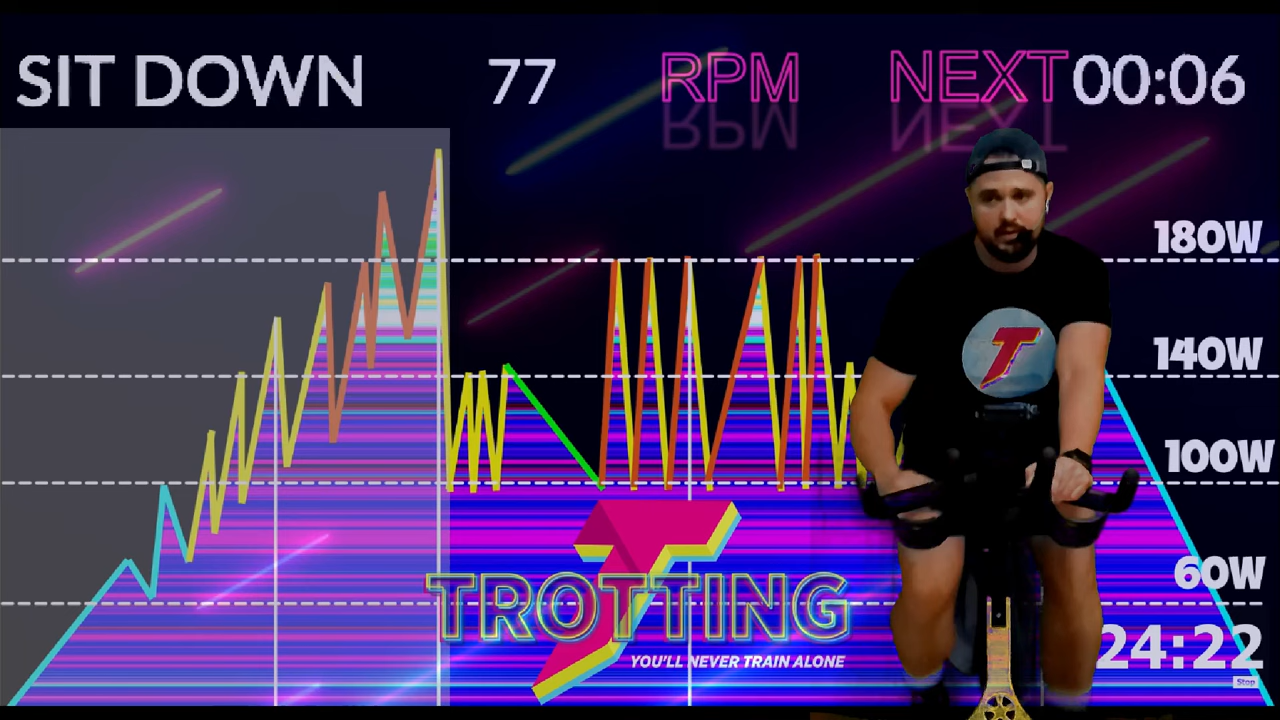 SIT DOWN 77 RPM NEXT 00:06
180W
140W
100W
60W
TROTTING
YOU'LL NEVER TRAIN ALONE
24:22
Stop